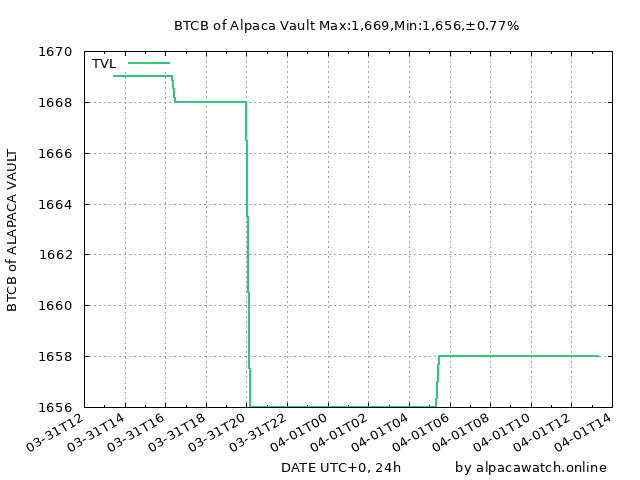 BTCB of Alpaca Vault Max:1,669,Min:1,656,±0.77%
1670
TVL
1668
1666
1664
1662
1660
1658
1656
BTCB of ALAPACA VAULT
03-31T12
03-31T14
03-31T16
03-31T18
03-31T20
03-31T22
04-01T00
04-01T02
04-01T04
04-01T06
04-01T08
04-01T10
04-01T12
04-01T14
DATE UTC+0, 24h
by alpacawatch.online